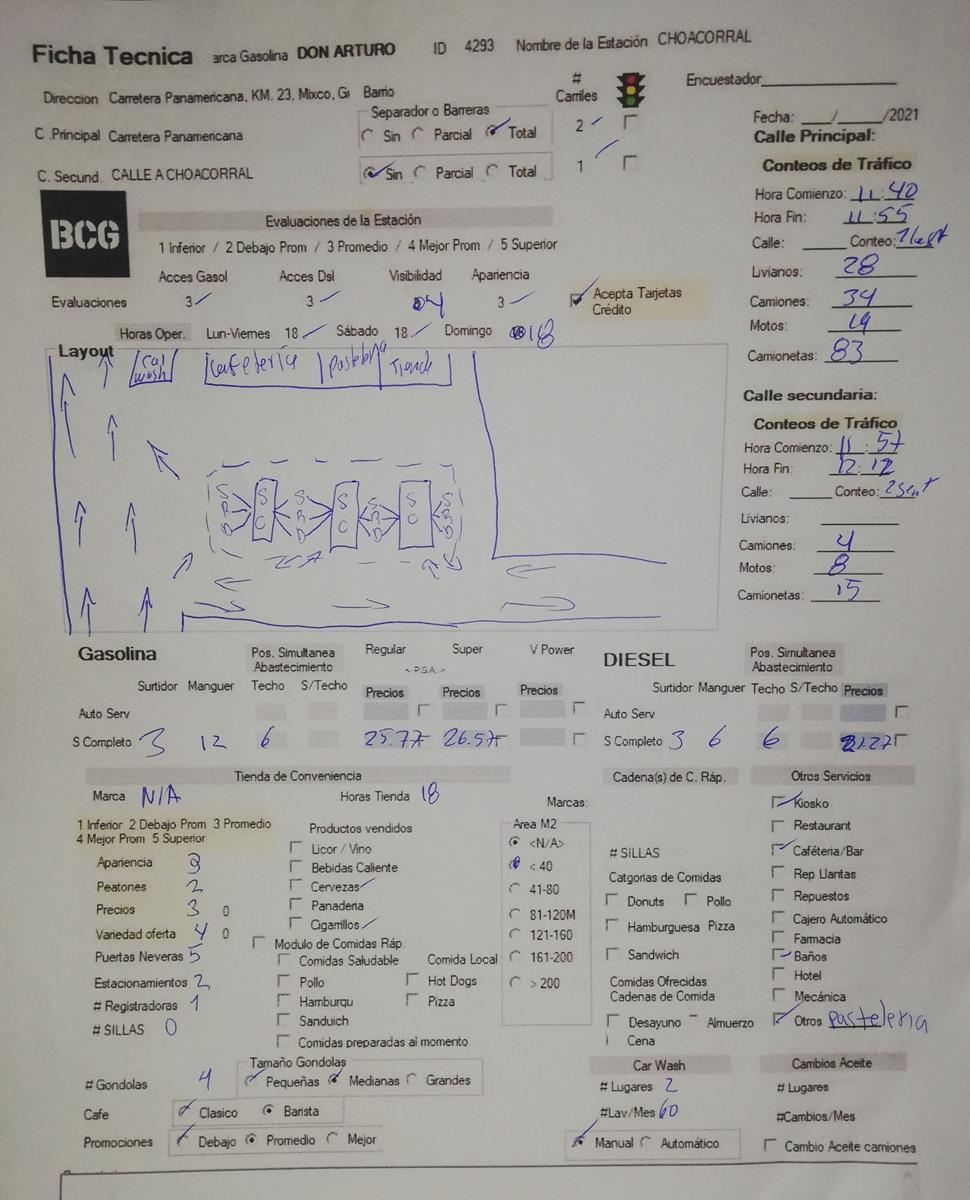 Ficha Tecnica arca Gasolina DON ARTURO ID 4293 Nombre de la Estación CHOACORRAL
Direccion Carretera Panamericana, KM. 23, Mixco, G Barrio # Carriles Encuestador
Separador o Barreras
C .Principal Carretera Panamericana Sin Parcial Total 2
Fecha: ___/___/2021
C. Secund. CALLE A CHOACORRAL Sin Parcial Total 1
Calle Principal:
Conteos de Tráfico
Hora Comienzo: 11:40
Hora Fin: 11:55
Calle: Conteo: 1 sent
Livianos: 28
Camiones: 34
Motos: 19
Camionetas: 83
BCG
Evaluaciones de la Estación
1 Inferior / 2 Debajo Prom / 3 Promedio / 4 Mejor Prom / 5 Superior
Acces Gasol Acces Dsl Visibilidad Apariencia
Evaluaciones 3 3 4 3 Acepta Tarjetas Crédito
Horas Oper. Lun-Viemes 18 Sábado 18 Domingo 18
Layout
car wash cafetería Tienda
S S S S S S S
R C R C R C R
D D D D
Calle secundaria:
Conteos de Tráfico
Hora Comienzo: 11:57
Hora Fin: 12:12
Calle: Conteo: 2 sent
Livianos:
Camiones: 4
Motos: 8
Camionetas: 15
Gasolina Pos. Simultanea Abastecimiento Regular Super V Power
< P.S.A. >
Surtidor Manguer Techo S/Techo Precios Precios Precios
Auto Serv
S Completo 3 12 6 25.77 26.57
DIESEL Pos. Simultanea Abastecimiento
Surtidor Manguer Techo S/Techo Precios
Auto Serv
S Completo 3 6 6 21.27
Tienda de Conveniencia
Marca N/A Horas Tienda 18
1 Inferior 2 Debajo Prom 3 Promedio
4 Mejor Prom 5 Superior
Apariencia 3
Peatones 2
Precios 3 0
Variedad oferta 4 0
Puertas Neveras 5
Estacionamientos 2
# Registradoras 1
# SILLAS 0
Productos vendidos
Licor / Vino
Bebidas Caliente
Cervezas
Panaderia
Cigarrillos
Modulo de Comidas Ráp.
Comidas Saludable Comida Local
Pollo Hot Dogs
Hamburgu Pizza
Sanduich
Comidas preparadas al momento
Area M2
<N/A>
< 40
41-80
81-120M
121-160
161-200
> 200
# Gondolas 4
Tamaño Gondolas
Pequeñas Medianas Grandes
Cafe Clasico Barista
Promociones Debajo Promedio Mejor
Cadena(s) de C. Ráp.
Marcas:
# SILLAS
Catgorias de Comidas
Donuts Pollo
Hamburguesa Pizza
Sandwich
Comidas Ofrecidas
Cadenas de Comida
Desayuno Almuerzo
Cena
Otros Servicios
Kiosko
Restaurant
Caféteria/Bar
Rep Llantas
Repuestos
Cajero Automático
Farmacia
Baños
Hotel
Mecánica
Otros pasteleria
Car Wash
# Lugares 2
#Lav/Mes 60
Manual Automático
Cambios Aceite
# Lugares
#Cambios/Mes
Cambio Aceite camiones